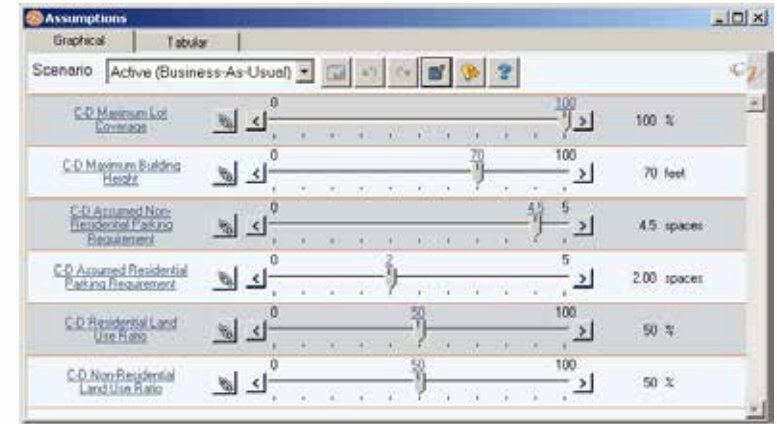 Assumptions
Graphical Tabular
Scenario Active (Business-As-Usual)
C-D Maximum Lot Coverage 0 100 100 %
C-D Maximum Building Height 0 70 100 70 feet
C-D Assumed Non-Residential Parking Requirement 0 4.5 5 4.5 spaces
C-D Assumed Residential Parking Requirement 0 2 5 2.00 spaces
C-D Residential Land Use Ratio 0 50 100 50 %
C-D Non-Residential Land Use Ratio 0 50 100 50 %